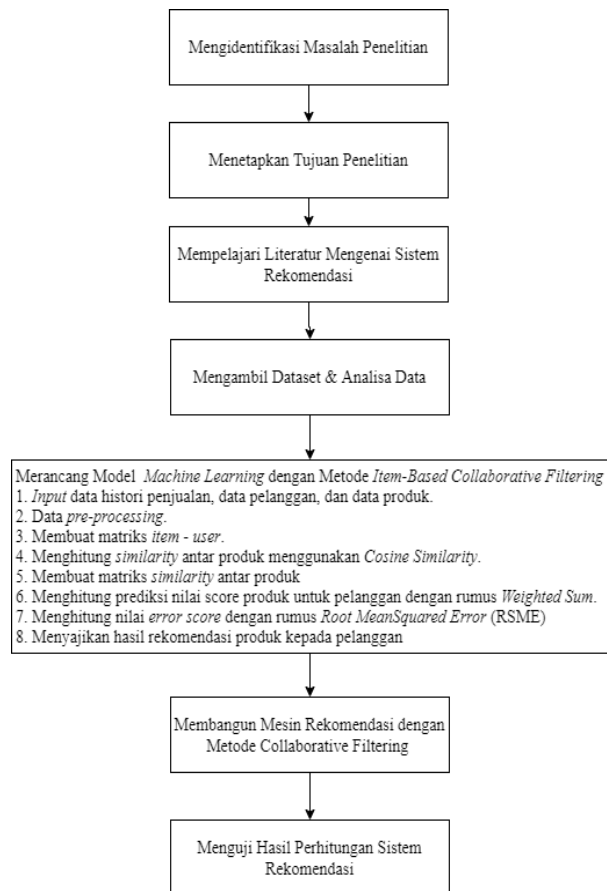 Mengidentifikasi Masalah Penelitian
Menetapkan Tujuan Penelitian
Mempelajari Literatur Mengenai Sistem
Rekomendasi
Mengambil Dataset & Analisa Data
Merancang Model Machine Learning dengan Metode Item-Based Collaborative Filtering
1. Input data histori penjualan, data pelanggan, dan data produk.
2. Data pre-processing.
3. Membuat matriks item - user.
4. Menghitung similarity antar produk menggunakan Cosine Similarity.
5. Membuat matriks similarity antar produk
6. Menghitung prediksi nilai score produk untuk pelanggan dengan rumus Weighted Sum.
7. Menghitung nilai error score dengan rumus Root MeanSquared Error (RSME)
8. Menyajikan hasil rekomendasi produk kepada pelanggan
Membangun Mesin Rekomendasi dengan
Metode Collaborative Filtering
Menguji Hasil Perhitungan Sistem
Rekomendasi